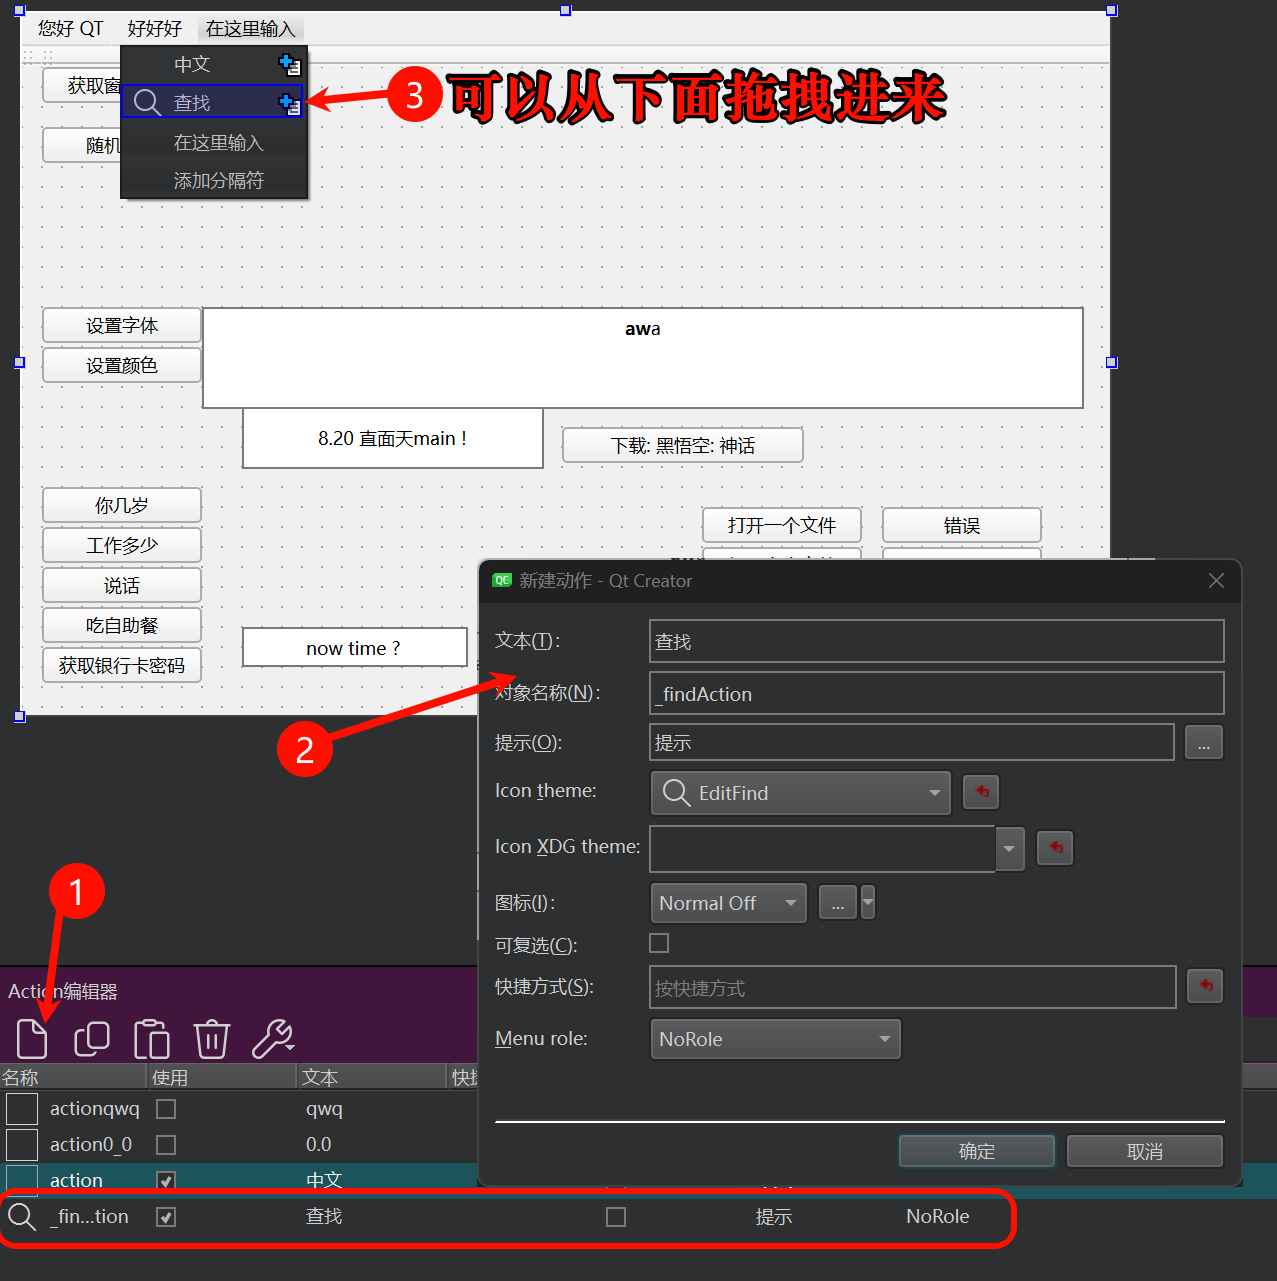 您好 QT 好好好 在这里输入
中文
获取窗
查找
3 可以从下面拖拽进来
随机
在这里输入
添加分隔符
设置字体
awa
设置颜色
8.20 直面天main !
下载: 黑悟空: 神话
你几岁
打开一个文件 错误
工作多少
说话
吃自助餐
now time ?
获取银行卡密码
QC 新建动作 - Qt Creator
文本(T):
查找
对象名称(N):
_findAction
2
提示(O):
提示
...
Icon theme:
EditFind
Icon XDG theme:
图标(I):
Normal Off
...
可复选(C):
快捷方式(S):
按快捷方式
Menu role:
NoRole
确定 取消
1
Action编辑器
名称 使用 文本 快捷
actionqwq qwq
action0_0 0.0
action 中文
_fin...tion 查找 提示 NoRole